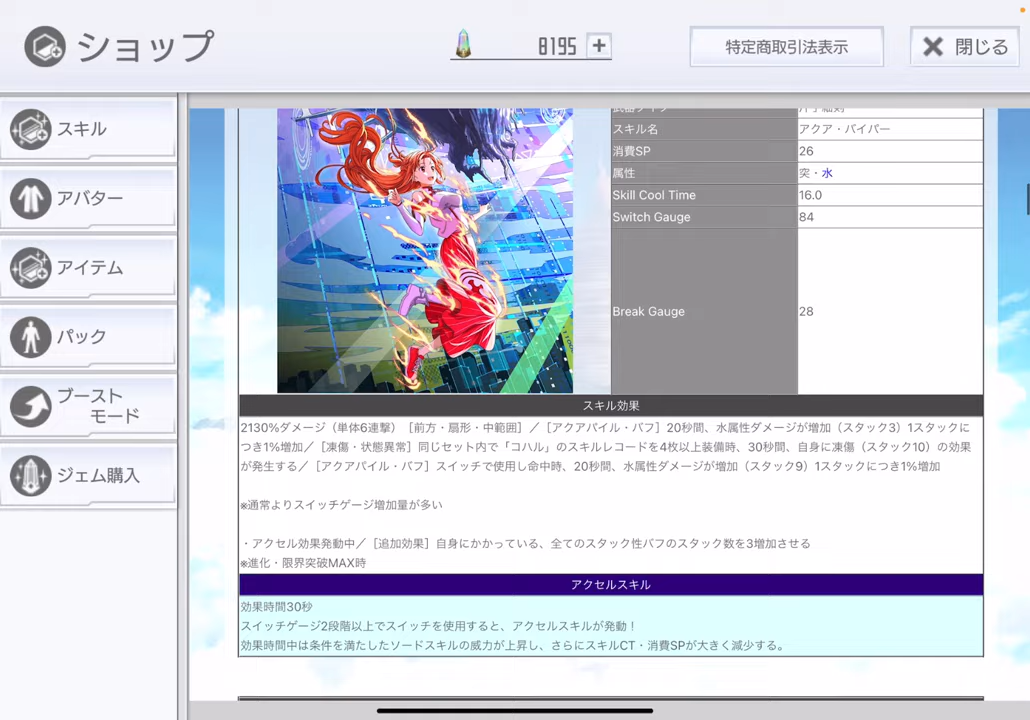 ショップ
8195
特定商取引法表示
閉じる
スキル
アバター
アイテム
パック
ブースト
モード
ジェム購入
スキル名 アクア・パイバー
消費SP 26
属性 突・水
Skill Cool Time 16.0
Switch Gauge 84
Break Gauge 28
スキル効果
2130%ダメージ（単体6連撃）［前方・扇形・中範囲］／［アクアパイル・バフ］20秒間、水属性ダメージが増加（スタック3）1スタックに
つき1%増加／［凍傷・状態異常］同じセット内で「コハル」のスキルレコードを4枚以上装備時、30秒間、自身に凍傷（スタック10）の効果
が発生する／［アクアパイル・バフ］スイッチで使用し命中時、20秒間、水属性ダメージが増加（スタック9）1スタックにつき1%増加
※通常よりスイッチゲージ増加量が多い
・アクセル効果発動中／［追加効果］自身にかかっている、全てのスタック性バフのスタック数を3増加させる
※進化・限界突破MAX時
アクセルスキル
効果時間30秒
スイッチゲージ2段階以上でスイッチを使用すると、アクセルスキルが発動！
効果時間中は条件を満たしたソードスキルの威力が上昇し、さらにスキルCT・消費SPが大きく減少する。